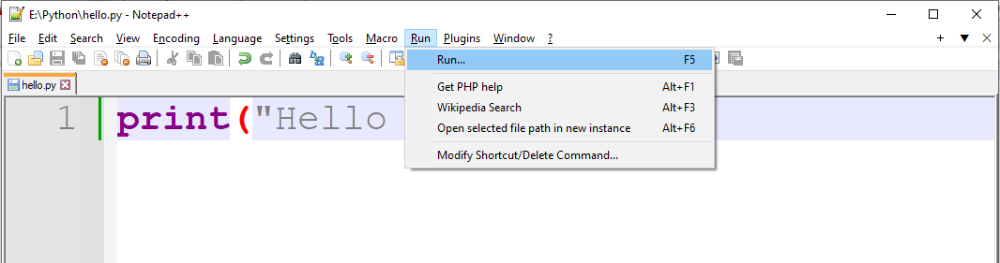 E:\Python\hello.py - Notepad++
File Edit Search View Encoding Language Settings Tools Macro Run Plugins Window ?
hello.py
Run... F5
Get PHP help Alt+F1
Wikipedia Search Alt+F3
Open selected file path in new instance Alt+F6
Modify Shortcut/Delete Command...
1 print("Hello